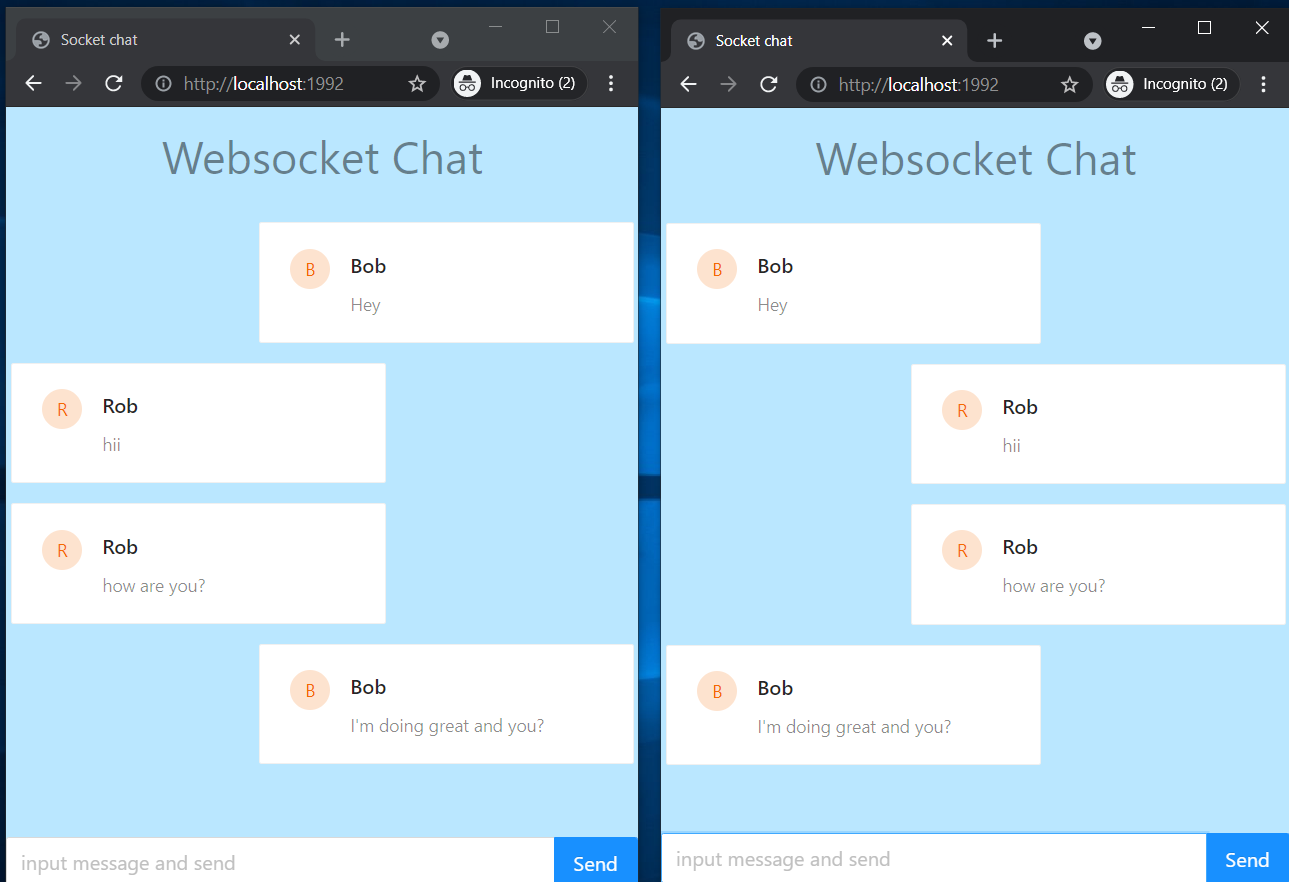 Socket chat
http://localhost:1992
Incognito (2)
Websocket Chat
B
Bob
Hey
R
Rob
hii
R
Rob
how are you?
B
Bob
I'm doing great and you?
input message and send
Send
Socket chat
http://localhost:1992
Incognito (2)
Websocket Chat
B
Bob
Hey
R
Rob
hii
R
Rob
how are you?
B
Bob
I'm doing great and you?
input message and send
Send